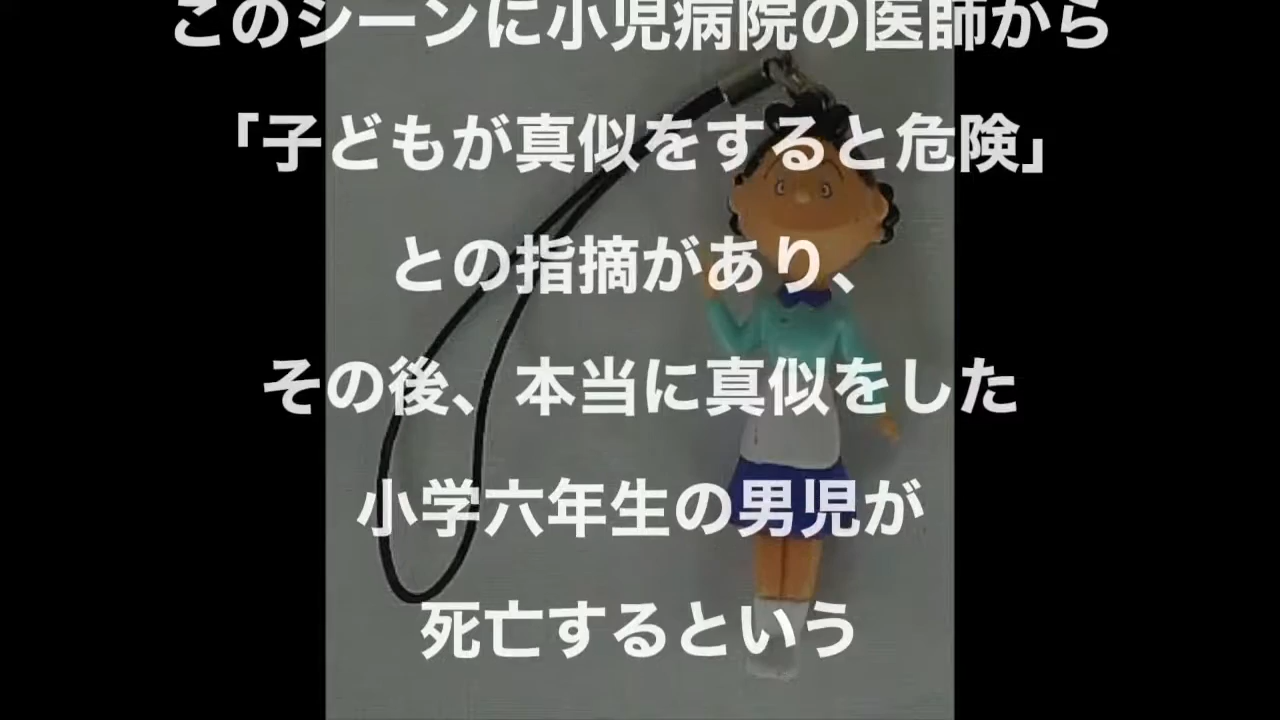 このシーンに小児病院の医師から
「子どもが真似をすると危険」
との指摘があり、
その後、本当に真似をした
小学六年生の男児が
死亡するという